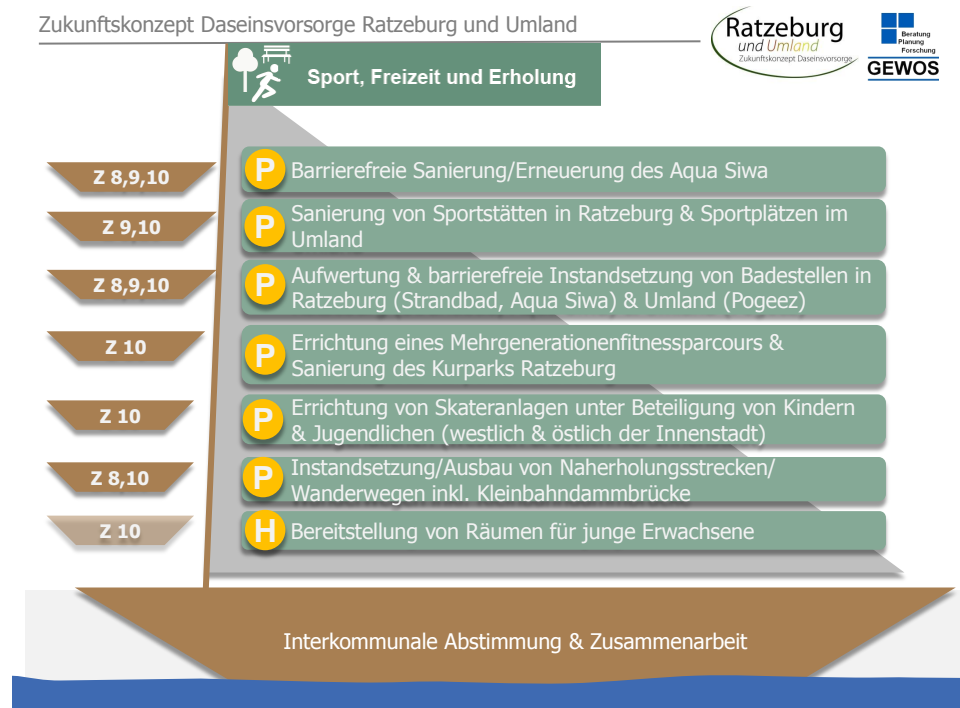 Zukunftskonzept Daseinsvorsorge Ratzeburg und Umland
Ratzeburg
und Umland
Zukunftskonzept Daseinsvorsorge
Beratung
Planung
Forschung
GEWOS
Sport, Freizeit und Erholung
Z 8,9,10
P
Barrierefreie Sanierung/Erneuerung des Aqua Siwa
Z 9,10
P
Sanierung von Sportstätten in Ratzeburg & Sportplätzen im
Umland
Z 8,9,10
P
Aufwertung & barrierefreie Instandsetzung von Badestellen in
Ratzeburg (Strandbad, Aqua Siwa) & Umland (Pogeez)
Z 10
P
Errichtung eines Mehrgenerationenfitnessparcours &
Sanierung des Kurparks Ratzeburg
Z 10
P
Errichtung von Skateranlagen unter Beteiligung von Kindern
& Jugendlichen (westlich & östlich der Innenstadt)
Z 8,10
P
Instandsetzung/Ausbau von Naherholungsstrecken/
Wanderwegen inkl. Kleinbahndammbrücke
Z 10
H
Bereitstellung von Räumen für junge Erwachsene
Interkommunale Abstimmung & Zusammenarbeit